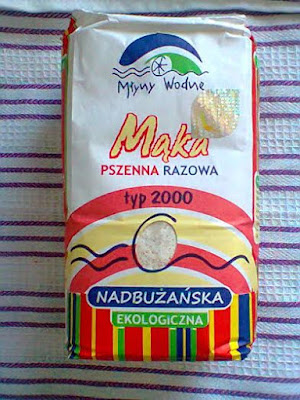 Młyny Wodne
Mąka
PSZENNA RAZOWA
typ 2000
NADBUŻAŃSKA
EKOLOGICZNA